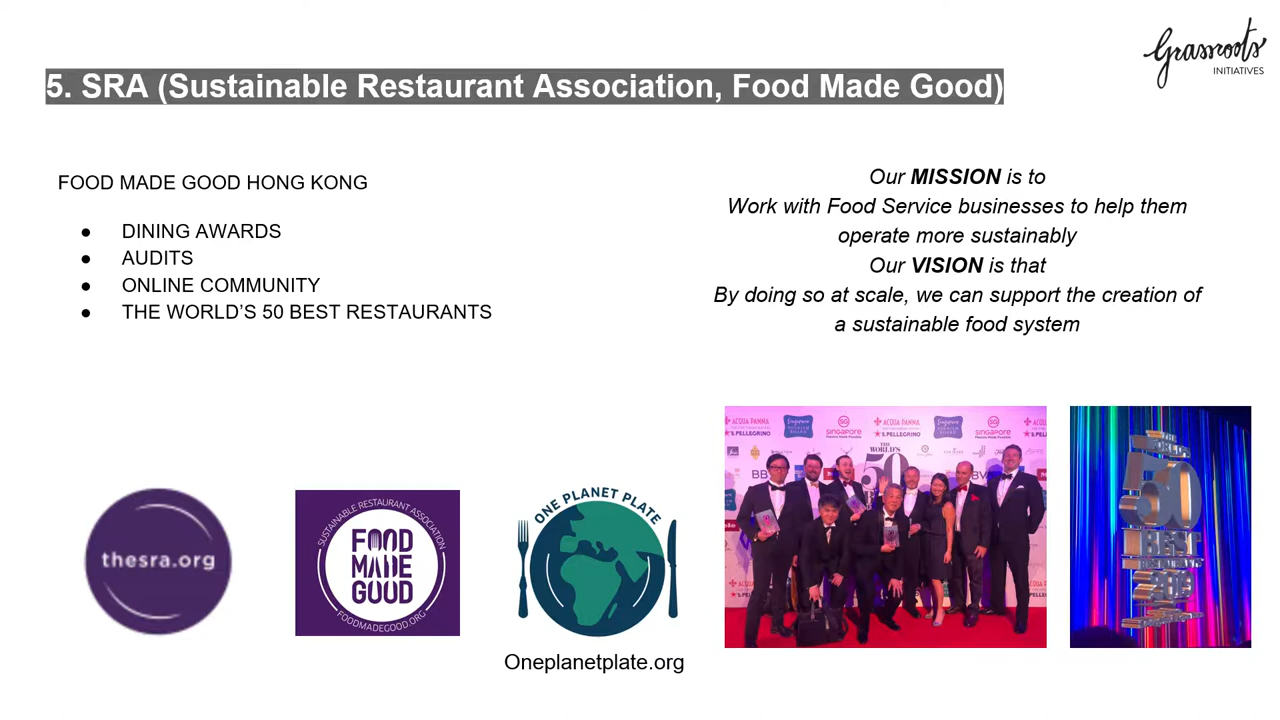 Grassroots
INITIATIVES
5. SRA (Sustainable Restaurant Association, Food Made Good)
FOOD MADE GOOD HONG KONG
● DINING AWARDS
● AUDITS
● ONLINE COMMUNITY
● THE WORLD’S 50 BEST RESTAURANTS
Our MISSION is to
Work with Food Service businesses to help them
operate more sustainably
Our VISION is that
By doing so at scale, we can support the creation of
a sustainable food system
thesra.org
SUSTAINABLE RESTAURANT ASSOCIATION
FOOD
MADE
GOOD
FOODMADEGOOD.ORG
ONE PLANET PLATE
Oneplanetplate.org
ACQUA PANNA
S.PELLEGRINO
SINGAPORE
THE WORLD'S
50
50
BEST